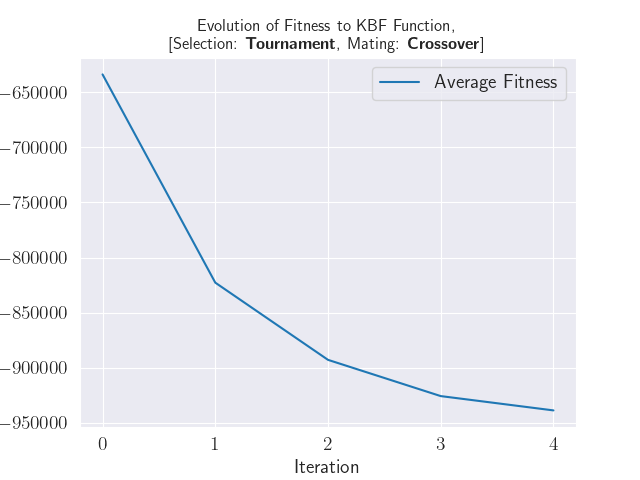 Evolution of Fitness to KBF Function,
[Selection: Tournament, Mating: Crossover]
Average Fitness
−650000
−700000
−750000
−800000
−850000
−900000
−950000
0 1 2 3 4
Iteration